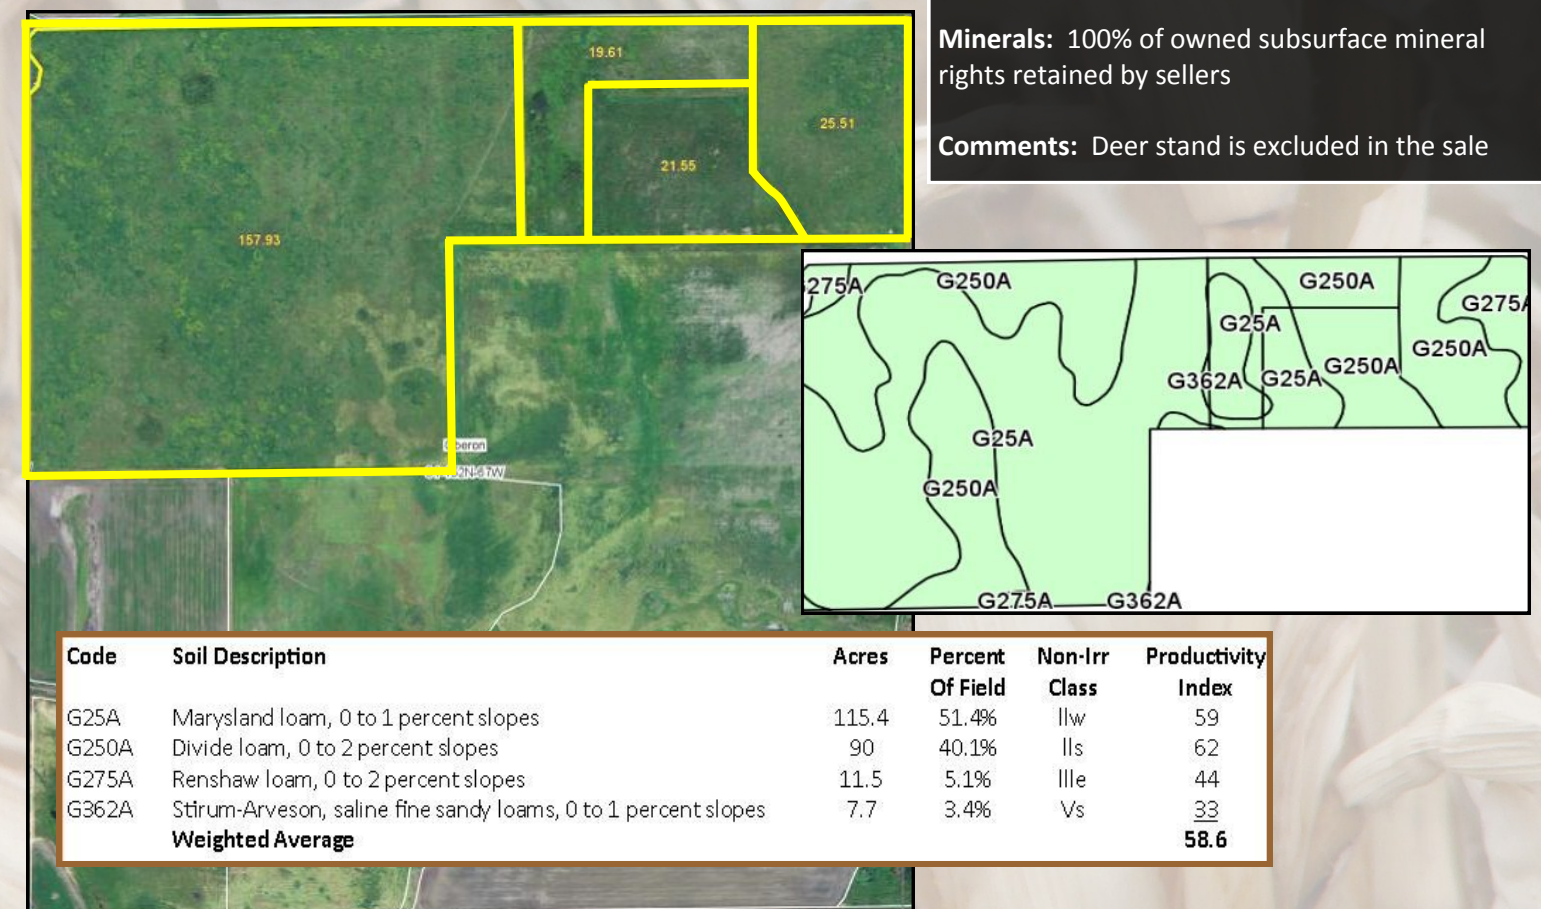 Minerals: 100% of owned subsurface mineral
rights retained by sellers
Comments: Deer stand is excluded in the sale
19.61
25.51
21.55
157.93
G250A
G250A
G275A
G25A
G250A
G250A
G362A
G25A
G25A
G250A
G275A
G362A
Code Soil Description Acres Percent Of Field Non-Irr Class Productivity Index
G25A Marysland loam, 0 to 1 percent slopes 115.4 51.4% IIw 59
G250A Divide loam, 0 to 2 percent slopes 90 40.1% IIs 62
G275A Renshaw loam, 0 to 2 percent slopes 11.5 5.1% IIIe 44
G362A Stirum-Arveson, saline fine sandy loams, 0 to 1 percent slopes 7.7 3.4% Vs 33
Weighted Average 58.6